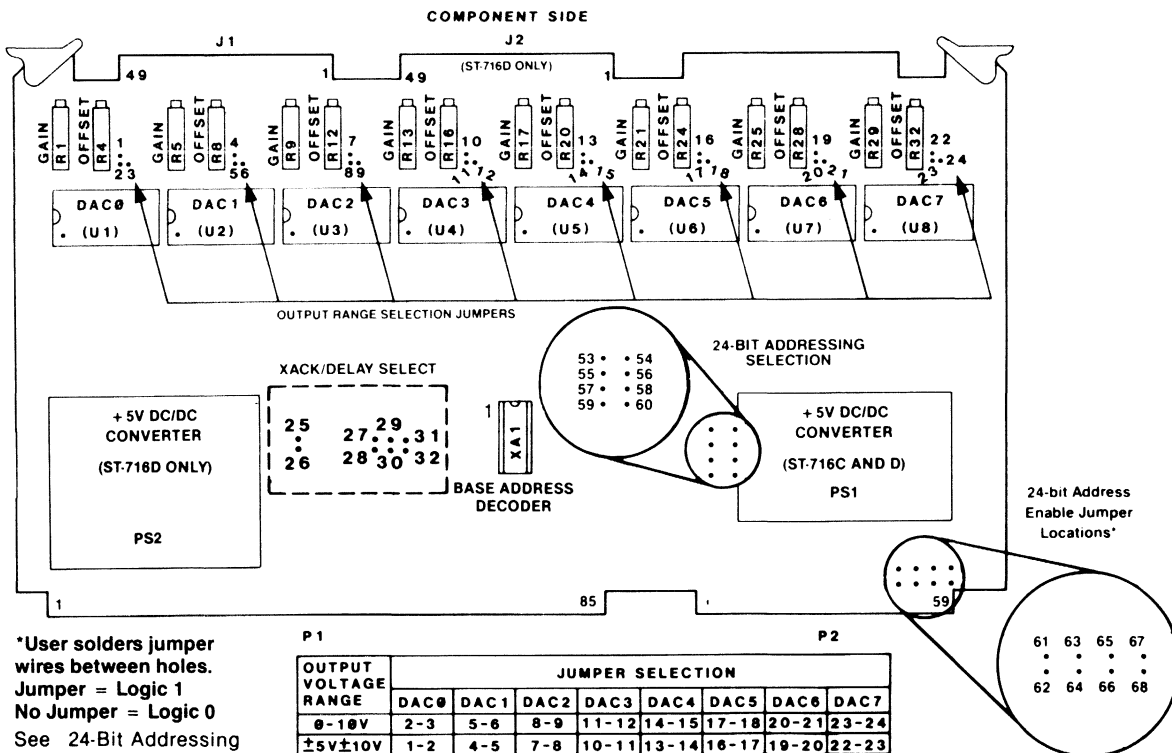 COMPONENT SIDE
J1
J2
(ST-716D ONLY)
49
1
49
1
GAIN
R1
OFFSET
R4
1
2 3
GAIN
R5
OFFSET
R8
4
5 6
GAIN
R9
OFFSET
R12
7
8 9
GAIN
R13
OFFSET
R16
10
11 12
GAIN
R17
OFFSET
R20
13
14 15
GAIN
R21
OFFSET
R24
16
17 18
GAIN
R25
OFFSET
R28
19
20 21
GAIN
R29
OFFSET
R32
22
23 24
DAC0 (U1)
DAC1 (U2)
DAC2 (U3)
DAC3 (U4)
DAC4 (U5)
DAC5 (U6)
DAC6 (U7)
DAC7 (U8)
OUTPUT RANGE SELECTION JUMPERS
XACK/DELAY SELECT
25
26
27 29 31
28 30 32
1
XA1
BASE ADDRESS
DECODER
53 • • 54
55 • • 56
57 • • 58
59 • • 60
24-BIT ADDRESSING
SELECTION
+ 5V DC/DC
CONVERTER
(ST-716D ONLY)
PS2
+ 5V DC/DC
CONVERTER
(ST-716C AND D)
PS1
24-bit Address
Enable Jumper
Locations*
61 63 65 67
62 64 66 68
1
85
59
P1
P2
*User solders jumper
wires between holes.
Jumper = Logic 1
No Jumper = Logic 0
See 24-Bit Addressing
OUTPUT VOLTAGE RANGE
JUMPER SELECTION
DAC0 DAC1 DAC2 DAC3 DAC4 DAC5 DAC6 DAC7
0-10V 2-3 5-6 8-9 11-12 14-15 17-18 20-21 23-24
±5V±10V 1-2 4-5 7-8 10-11 13-14 16-17 19-20 22-23